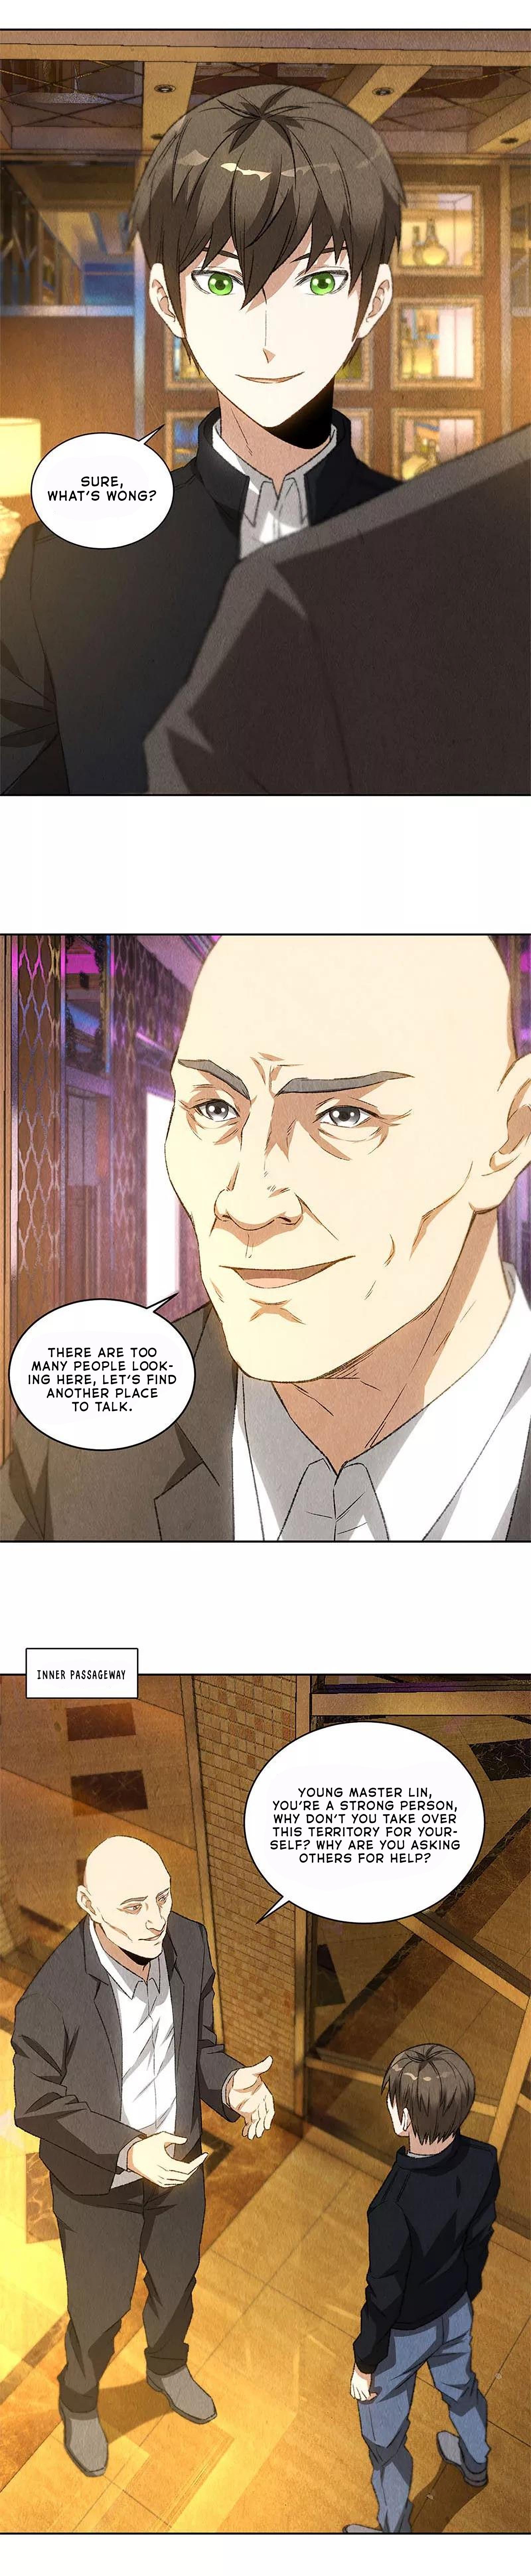 SURE,
WHAT'S WONG?
THERE ARE TOO
MANY PEOPLE LOOK-
ING HERE, LET'S FIND
ANOTHER PLACE
TO TALK.
INNER PASSAGEWAY
YOUNG MASTER LIN,
YOU'RE A STRONG PERSON,
WHY DON'T YOU TAKE OVER
THIS TERRITORY FOR YOUR-
SELF? WHY ARE YOU ASKING
OTHERS FOR HELP?